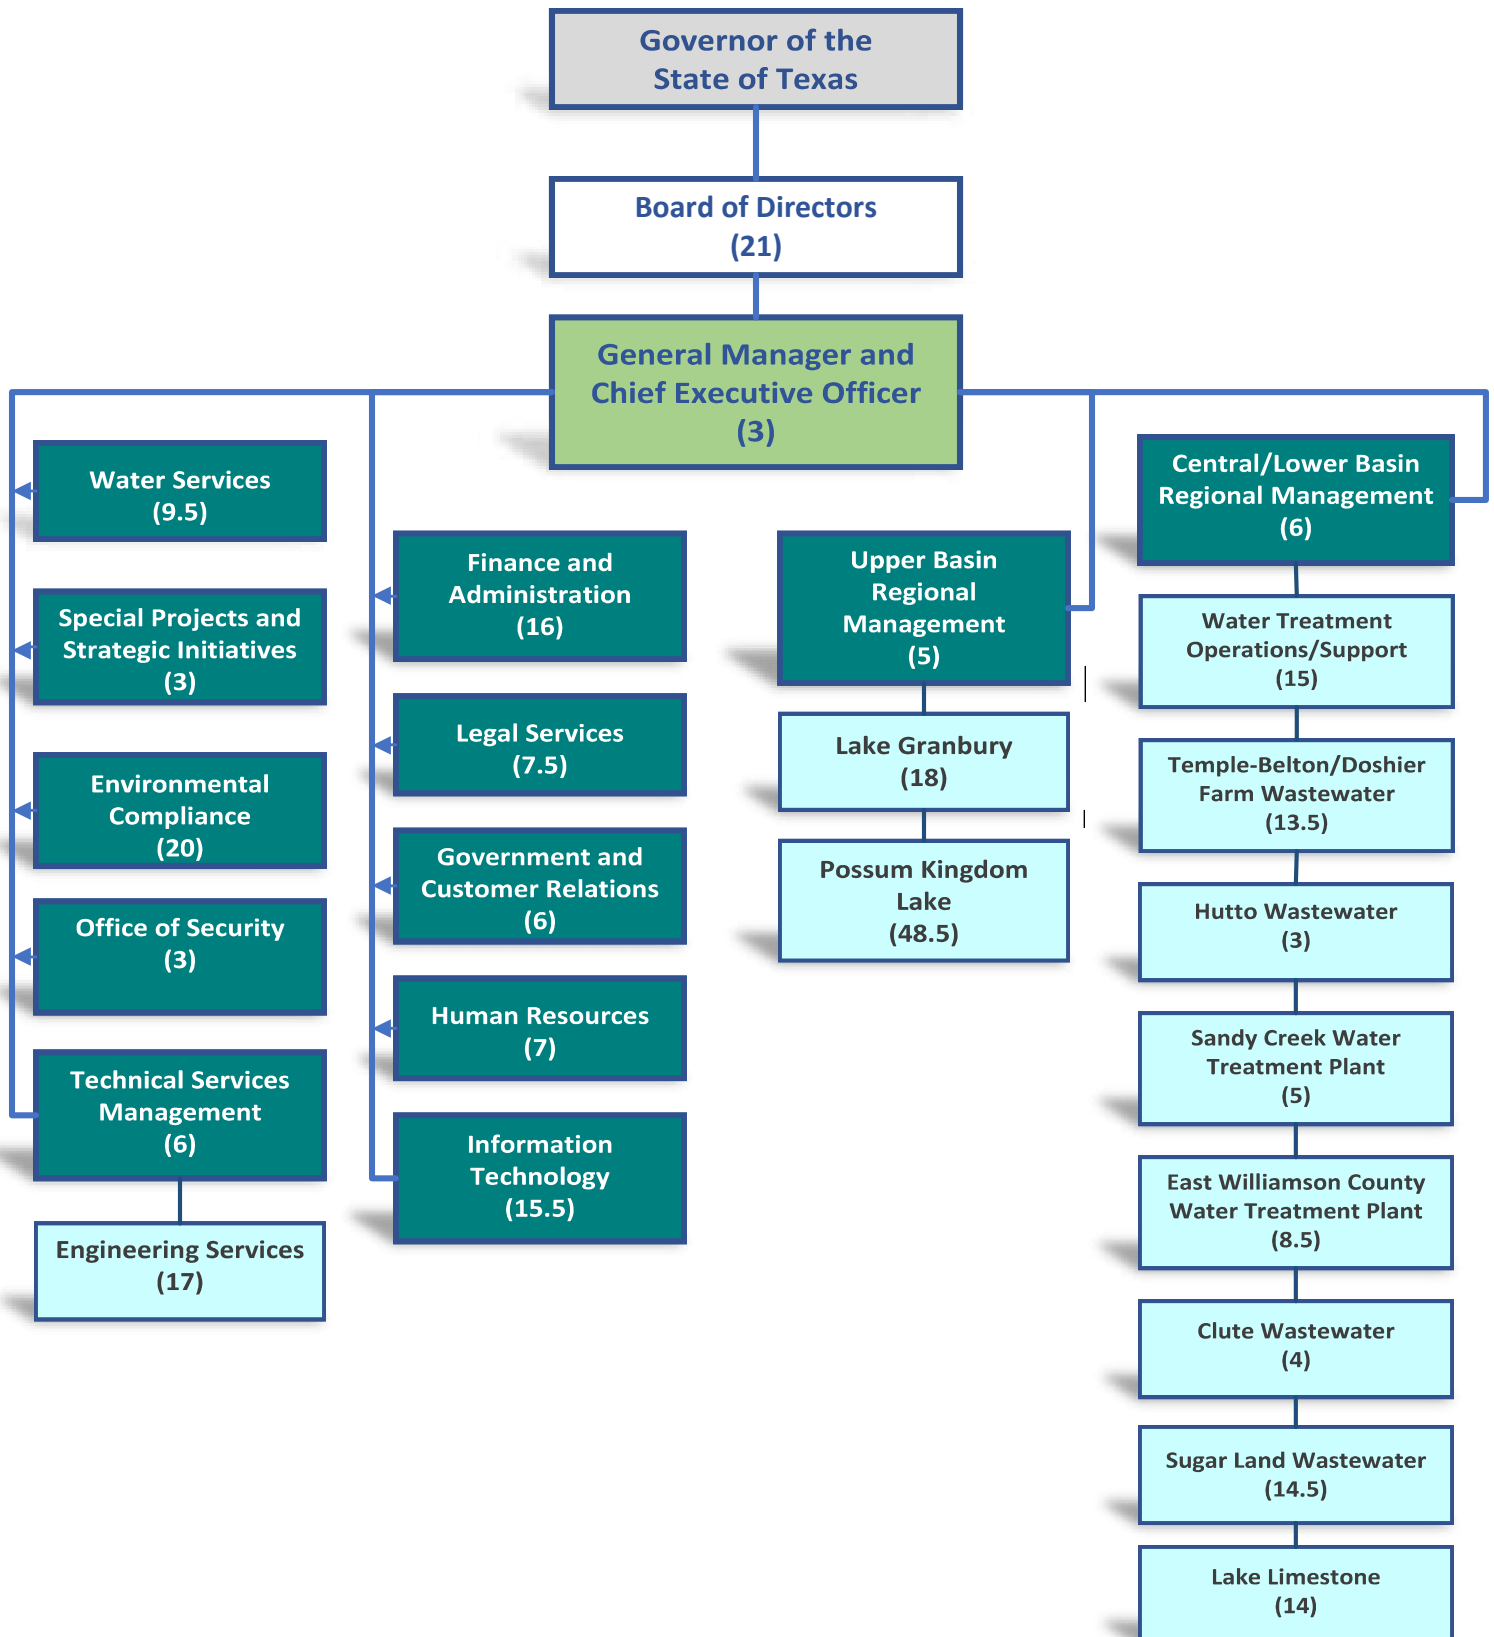 Governor of the
State of Texas
Board of Directors
(21)
General Manager and
Chief Executive Officer
(3)
Water Services
(9.5)
Special Projects and
Strategic Initiatives
(3)
Environmental
Compliance
(20)
Office of Security
(3)
Technical Services
Management
(6)
Engineering Services
(17)
Finance and
Administration
(16)
Legal Services
(7.5)
Government and
Customer Relations
(6)
Human Resources
(7)
Information
Technology
(15.5)
Upper Basin
Regional
Management
(5)
Lake Granbury
(18)
Possum Kingdom
Lake
(48.5)
Central/Lower Basin
Regional Management
(6)
Water Treatment
Operations/Support
(15)
Temple-Belton/Doshier
Farm Wastewater
(13.5)
Hutto Wastewater
(3)
Sandy Creek Water
Treatment Plant
(5)
East Williamson County
Water Treatment Plant
(8.5)
Clute Wastewater
(4)
Sugar Land Wastewater
(14.5)
Lake Limestone
(14)